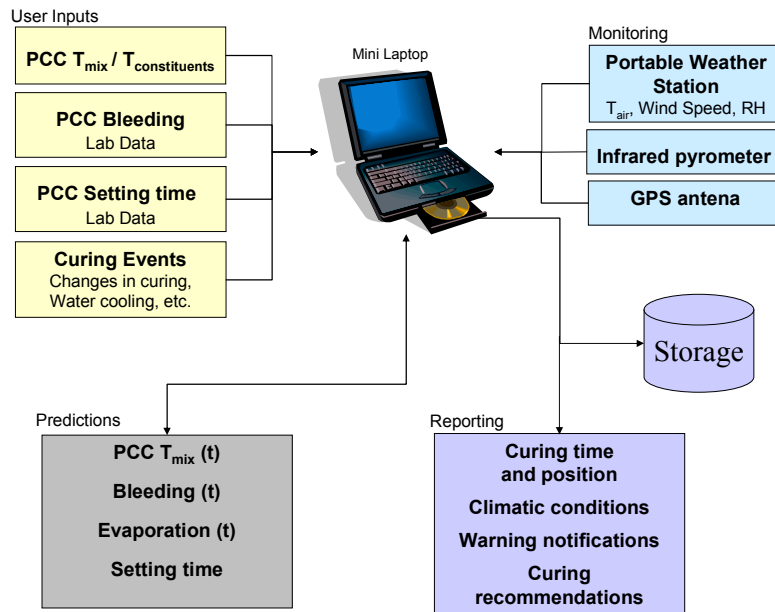 User Inputs
PCC Tmix / Tconstituents
PCC Bleeding
Lab Data
PCC Setting time
Lab Data
Curing Events
Changes in curing,
Water cooling, etc.
Mini Laptop
Monitoring
Portable Weather
Station
Tair, Wind Speed, RH
Infrared pyrometer
GPS antena
Storage
Predictions
PCC Tmix (t)
Bleeding (t)
Evaporation (t)
Setting time
Reporting
Curing time
and position
Climatic conditions
Warning notifications
Curing
recommendations